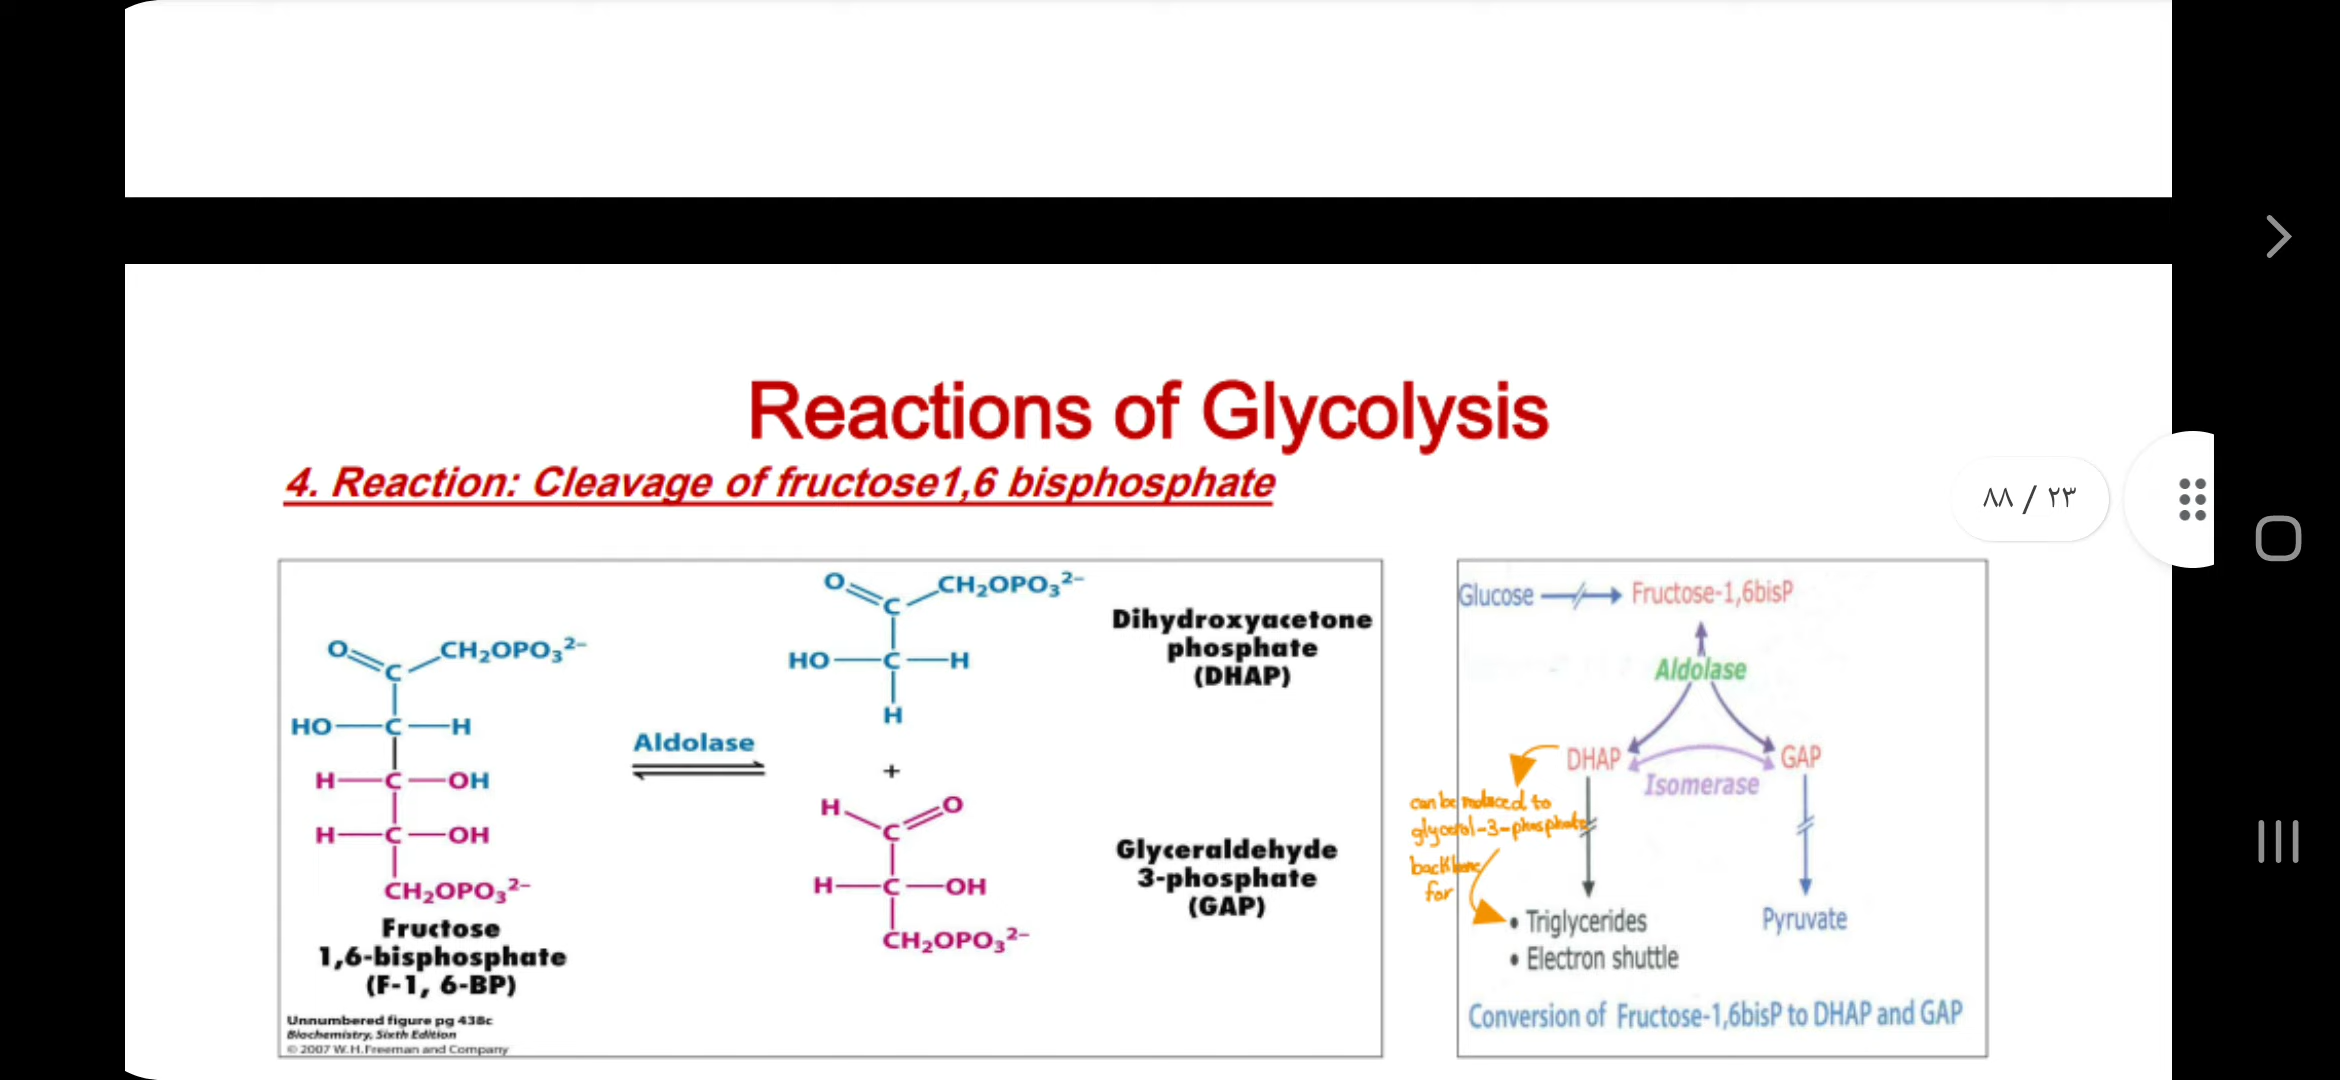 Reactions of Glycolysis
4. Reaction: Cleavage of fructose1,6 bisphosphate
٨٨ / ٢٣
O
C
CH₂OPO₃²⁻
HO—C—H
H—C—OH
H—C—OH
CH₂OPO₃²⁻
Fructose
1,6-bisphosphate
(F-1, 6-BP)
Aldolase
O
C
CH₂OPO₃²⁻
HO—C—H
H
+
H
O
C
H—C—OH
CH₂OPO₃²⁻
Dihydroxyacetone
phosphate
(DHAP)
Glyceraldehyde
3-phosphate
(GAP)
Unnumbered figure pg 438c
Biochemistry, Sixth Edition
© 2007 W.H.Freeman and Company
Glucose
Fructose-1,6bisP
Aldolase
DHAP
GAP
Isomerase
can be reduced to
glycerol-3-phosphate
backbone
for
• Triglycerides
• Electron shuttle
Pyruvate
Conversion of Fructose-1,6bisP to DHAP and GAP